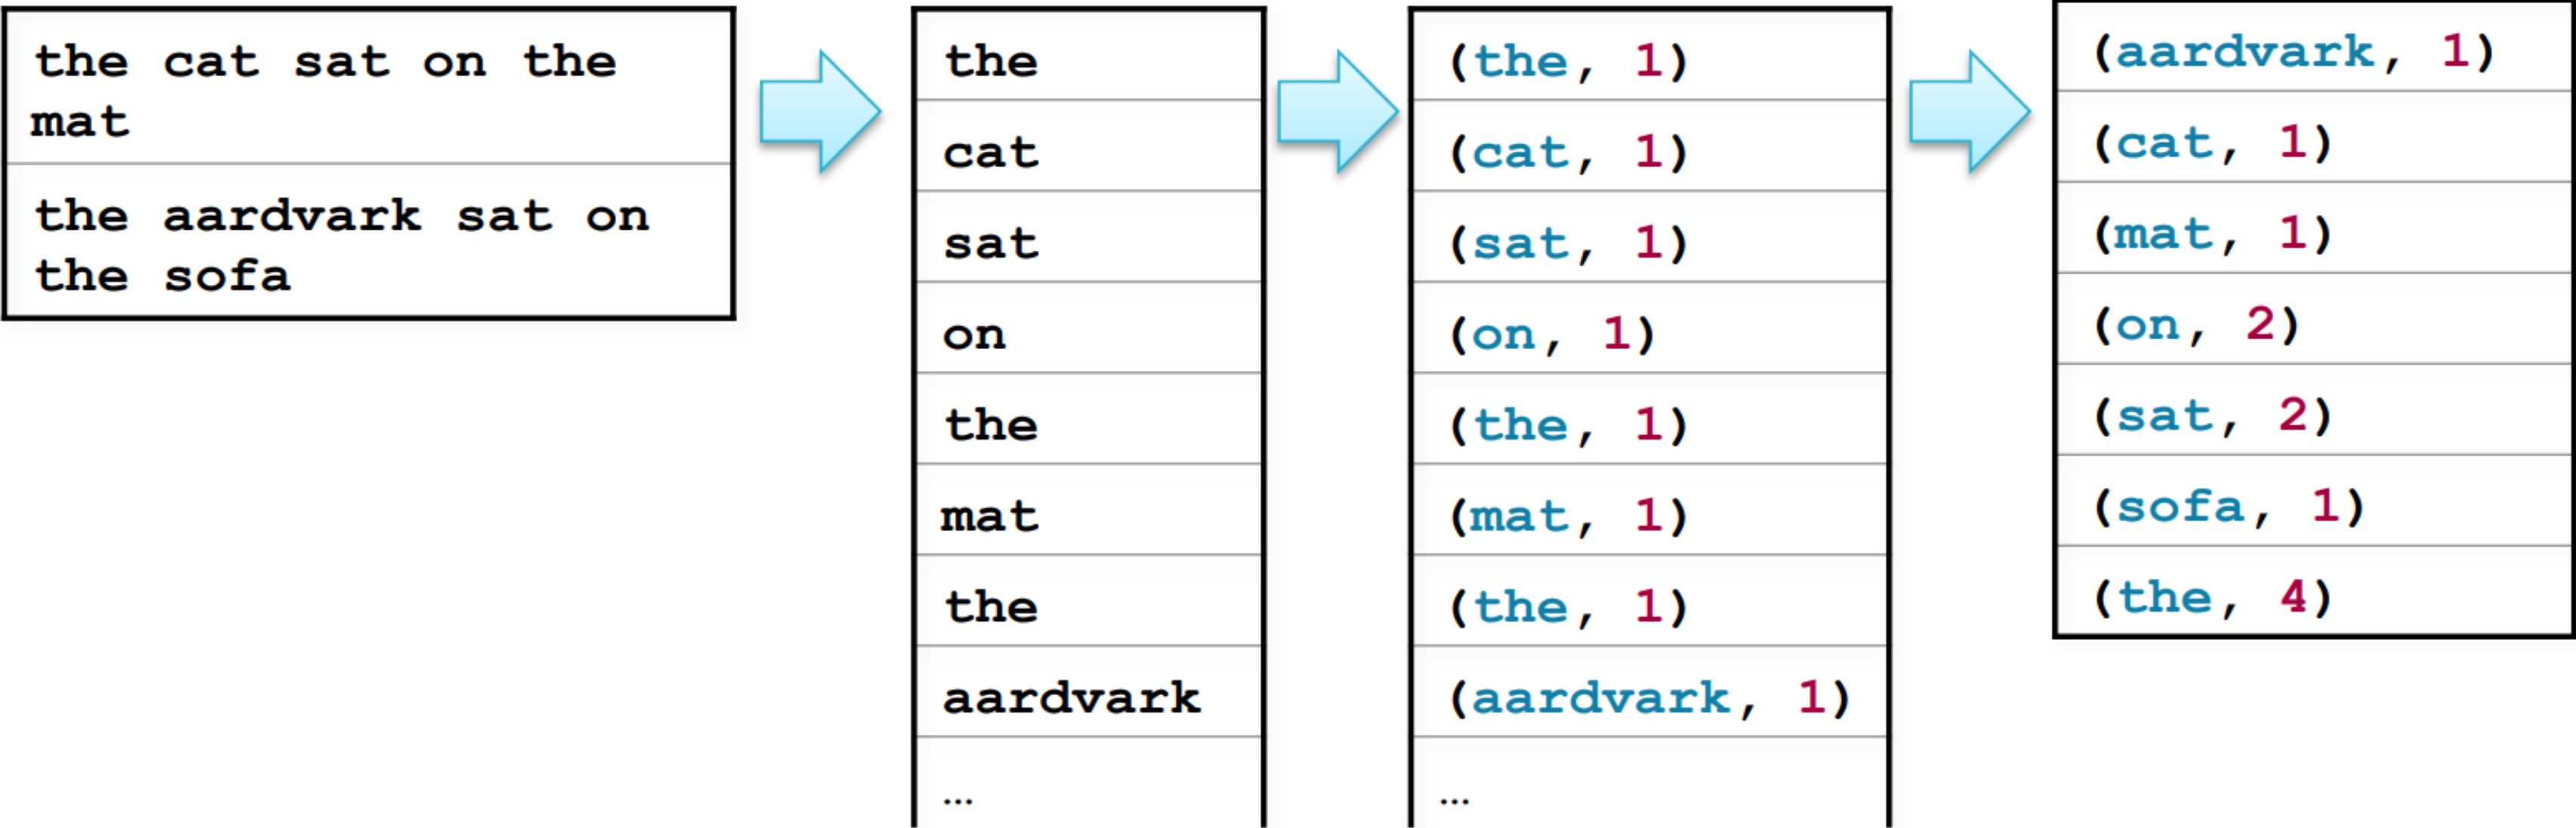 the cat sat on the
mat
the aardvark sat on
the sofa
the
cat
sat
on
the
mat
the
aardvark
...
(the, 1)
(cat, 1)
(sat, 1)
(on, 1)
(the, 1)
(mat, 1)
(the, 1)
(aardvark, 1)
...
(aardvark, 1)
(cat, 1)
(mat, 1)
(on, 2)
(sat, 2)
(sofa, 1)
(the, 4)